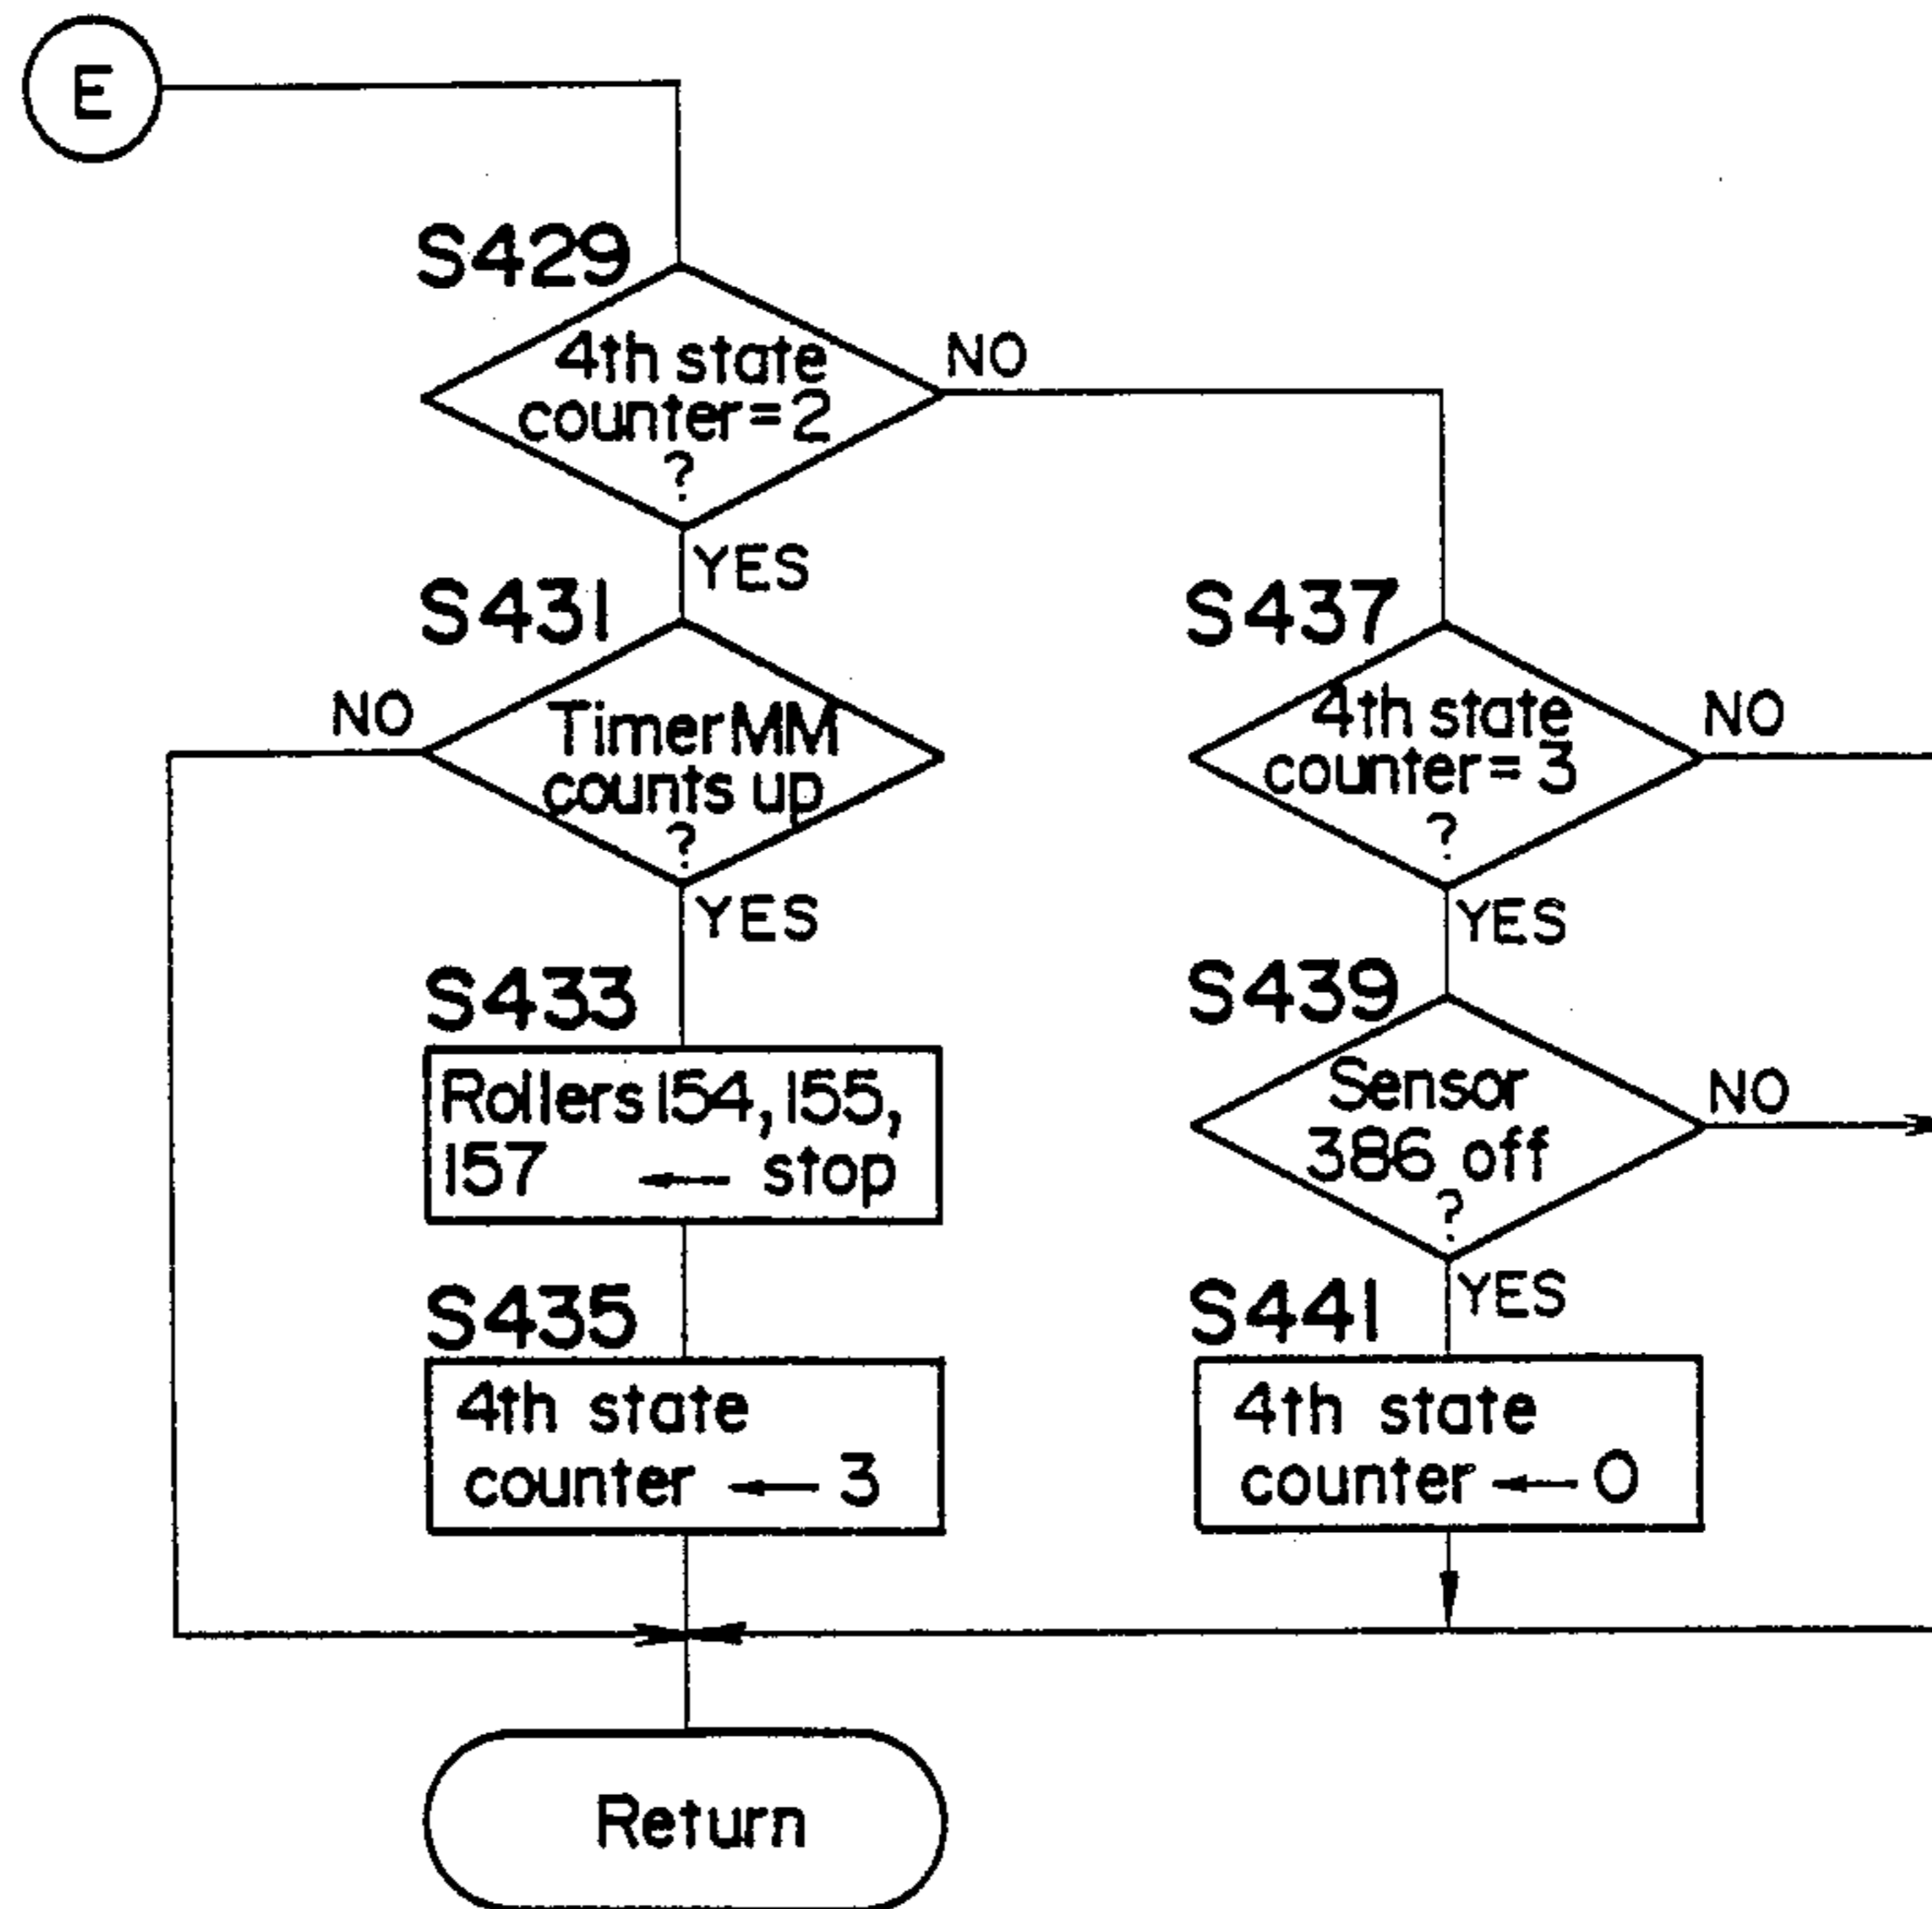 E
S429
4th state
counter=2
?
NO
YES
S431
NO
Timer MM
counts up
?
YES
S433
Rollers 154, 155,
157 ← stop
S435
4th state
counter ← 3
S437
4th state
counter=3
?
NO
YES
S439
Sensor
386 off
?
NO
YES
S441
4th state
counter ← 0
Return